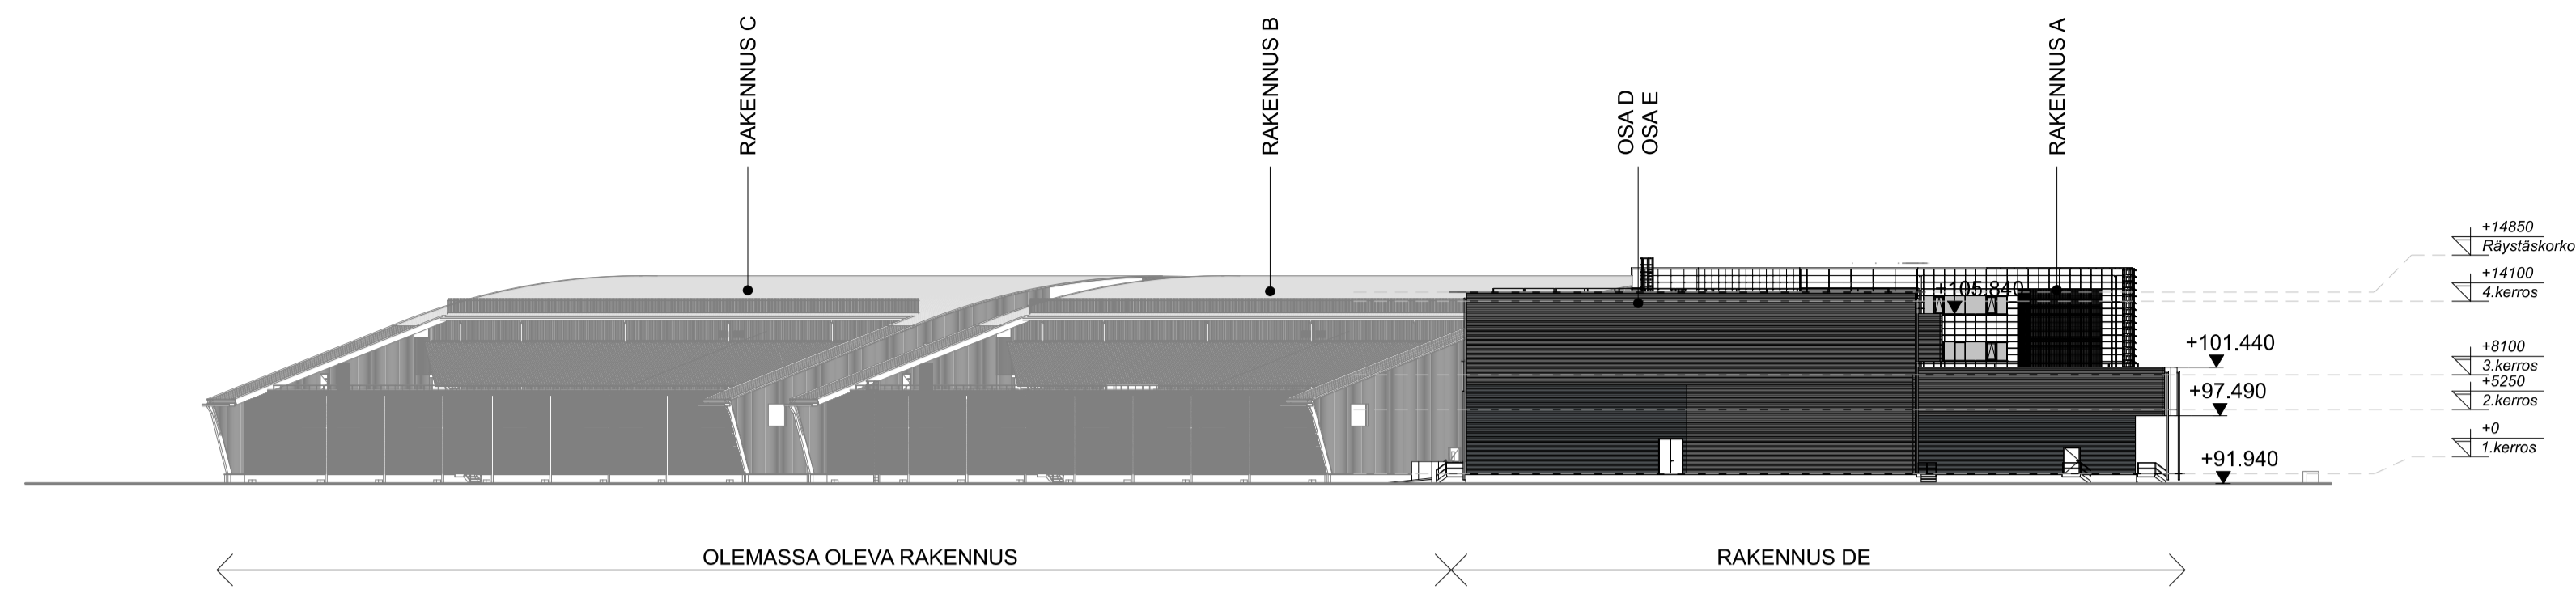 RAKENNUS C
RAKENNUS B
OSA D
OSA E
RAKENNUS A
+14850
Räystäskorko
+14100
4.kerros
+105.840
+101.440
+8100
3.kerros
+5250
2.kerros
+97.490
+0
1.kerros
+91.940
OLEMASSA OLEVA RAKENNUS
RAKENNUS DE